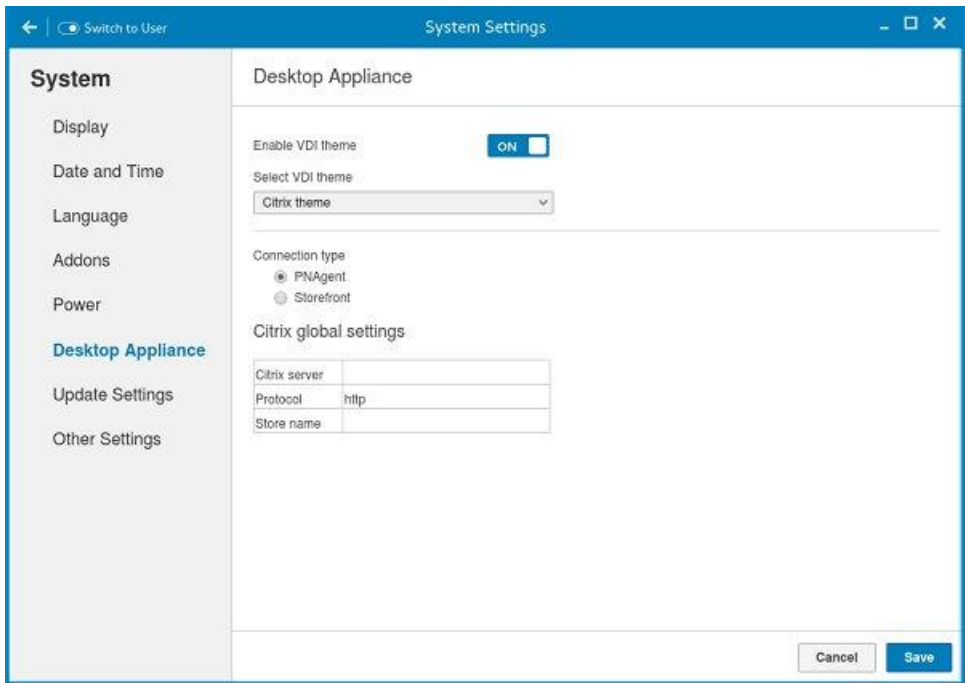 Switch to User
System Settings
System
Display
Date and Time
Language
Addons
Power
Desktop Appliance
Update Settings
Other Settings
Desktop Appliance
Enable VDI theme
ON
Select VDI theme
Citrix theme
Connection type
PNAgent
Storefront
Citrix global settings
Citrix server
Protocol http
Store name
Cancel
Save